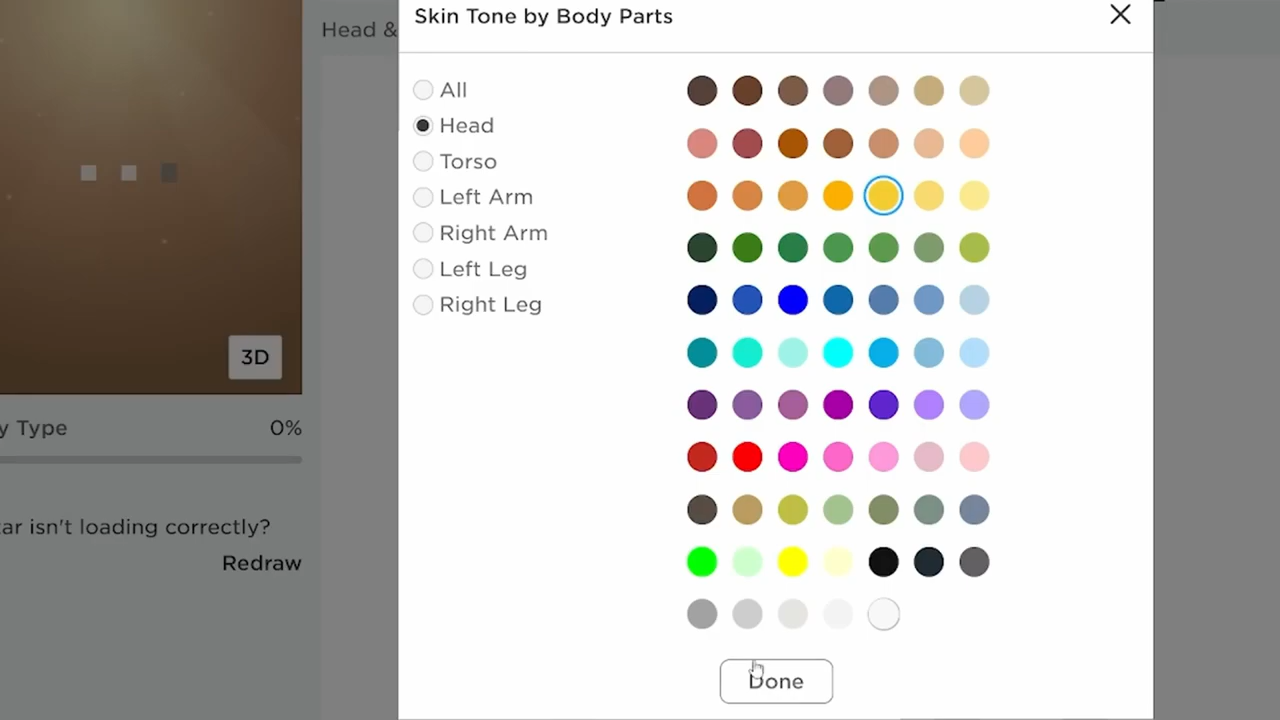 Skin Tone by Body Parts
Head &
All
Head
Torso
Left Arm
Right Arm
Left Leg
Right Leg
3D
y Type 0%
ar isn't loading correctly?
Redraw
Done